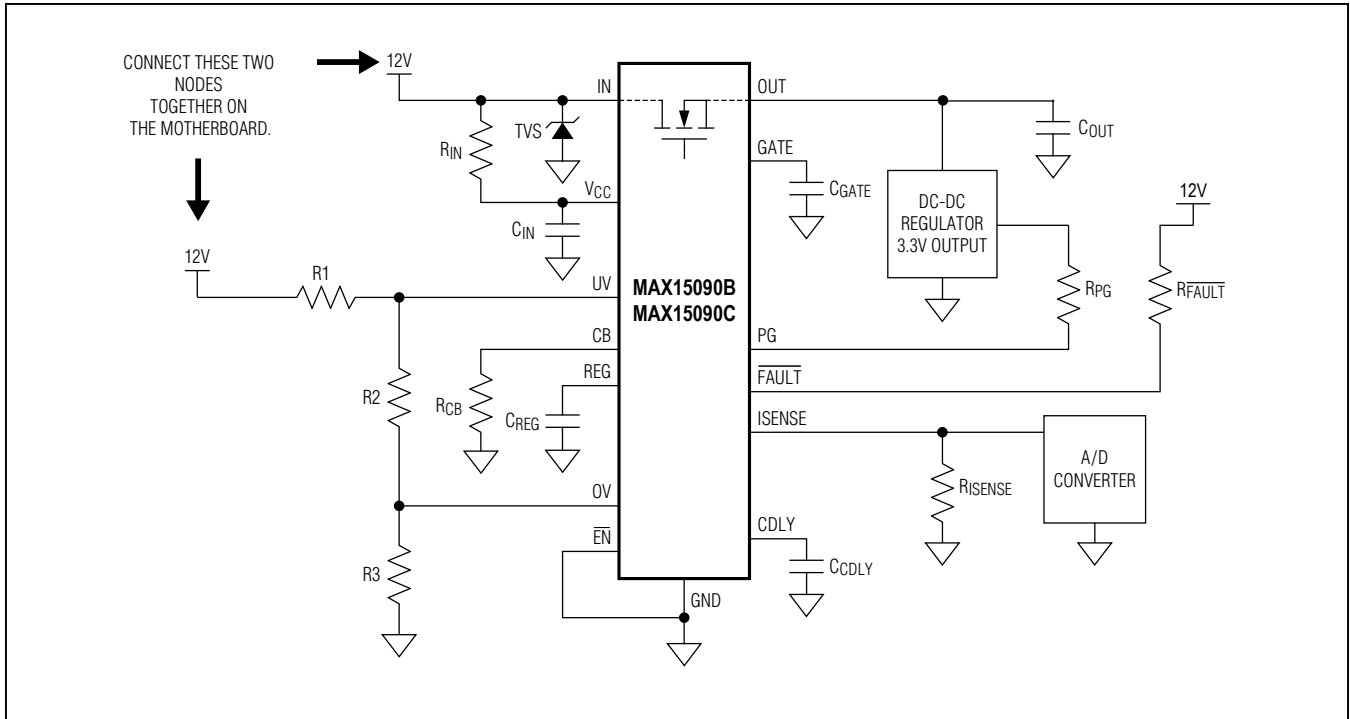 CONNECT THESE TWO
NODES
TOGETHER ON
THE MOTHERBOARD.
12V
IN
OUT
TVS
RIN
COUT
GATE
CGATE
VCC
CIN
DC-DC
REGULATOR
3.3V OUTPUT
12V
12V
R1
UV
MAX15090B
MAX15090C
RPG
RFAULT
CB
PG
REG
FAULT
R2
RCB
CREG
ISENSE
A/D
CONVERTER
RISENSE
OV
EN
CDLY
CCDLY
R3
GND